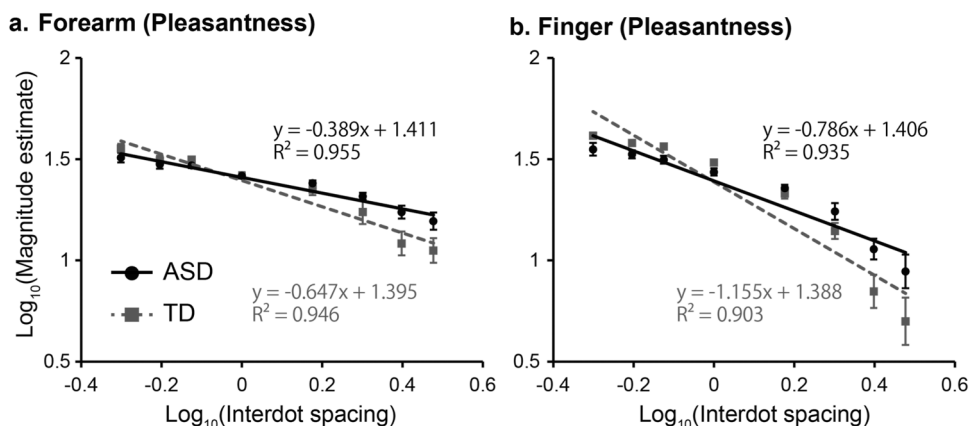 a. Forearm (Pleasantness)
Log10(Magnitude estimate)
2
1.5
1
0.5
y = -0.389x + 1.411
R² = 0.955
ASD
TD
y = -0.647x + 1.395
R² = 0.946
-0.4
-0.2
0
0.2
0.4
0.6
Log10(Interdot spacing)
b. Finger (Pleasantness)
2
1.5
1
0.5
y = -0.786x + 1.406
R² = 0.935
y = -1.155x + 1.388
R² = 0.903
-0.4
-0.2
0
0.2
0.4
0.6
Log10(Interdot spacing)